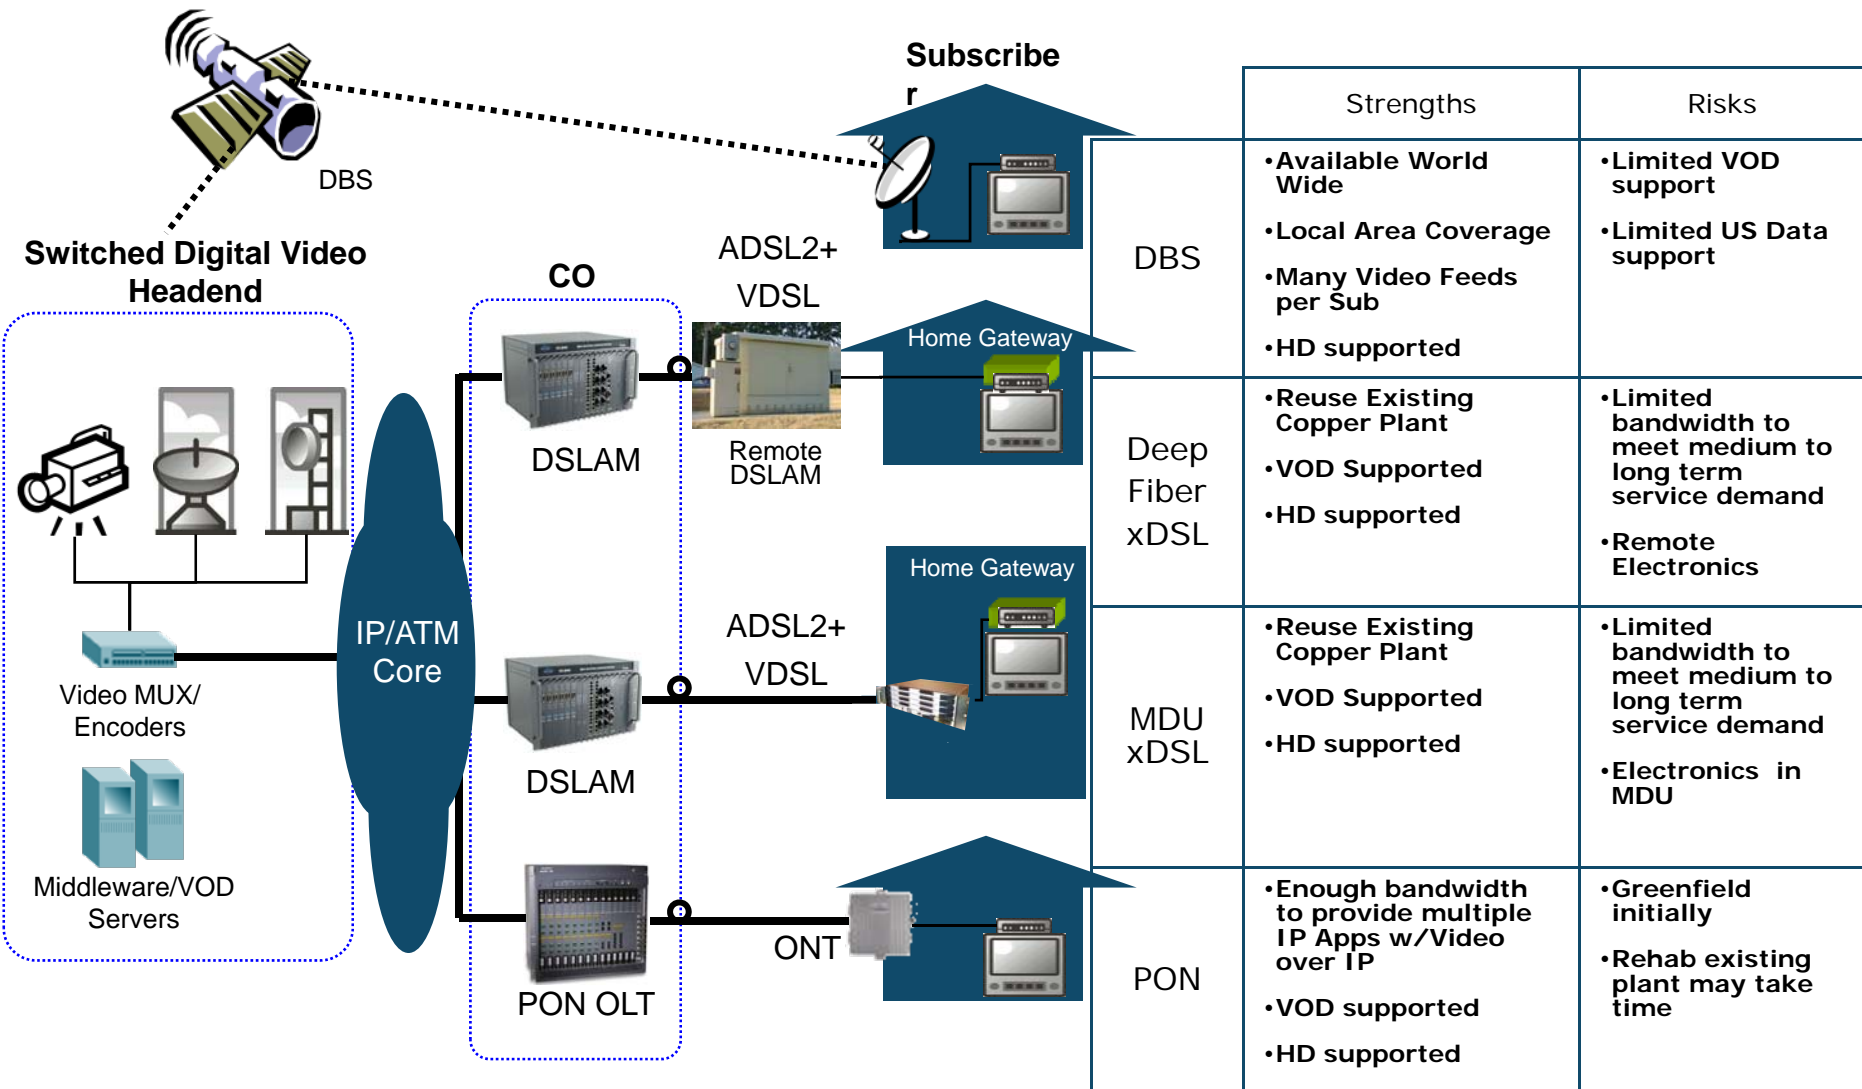 DBS
Switched Digital Video
Headend
Video MUX/
Encoders
Middleware/VOD
Servers
IP/ATM
Core
CO
DSLAM
DSLAM
PON OLT
ADSL2+
VDSL
Remote
DSLAM
ADSL2+
VDSL
ONT
Subscribe
r
Home Gateway
Home Gateway
Strengths
Risks
DBS
•Available World
Wide
•Local Area Coverage
•Many Video Feeds
per Sub
•HD supported
•Limited VOD
support
•Limited US Data
support
Deep
Fiber
xDSL
•Reuse Existing
Copper Plant
•VOD Supported
•HD supported
•Limited
bandwidth to
meet medium to
long term
service demand
•Remote
Electronics
MDU
xDSL
•Reuse Existing
Copper Plant
•VOD Supported
•HD supported
•Limited
bandwidth to
meet medium to
long term
service demand
•Electronics in
MDU
PON
•Enough bandwidth
to provide multiple
IP Apps w/Video
over IP
•VOD supported
•HD supported
•Greenfield
initially
•Rehab existing
plant may take
time